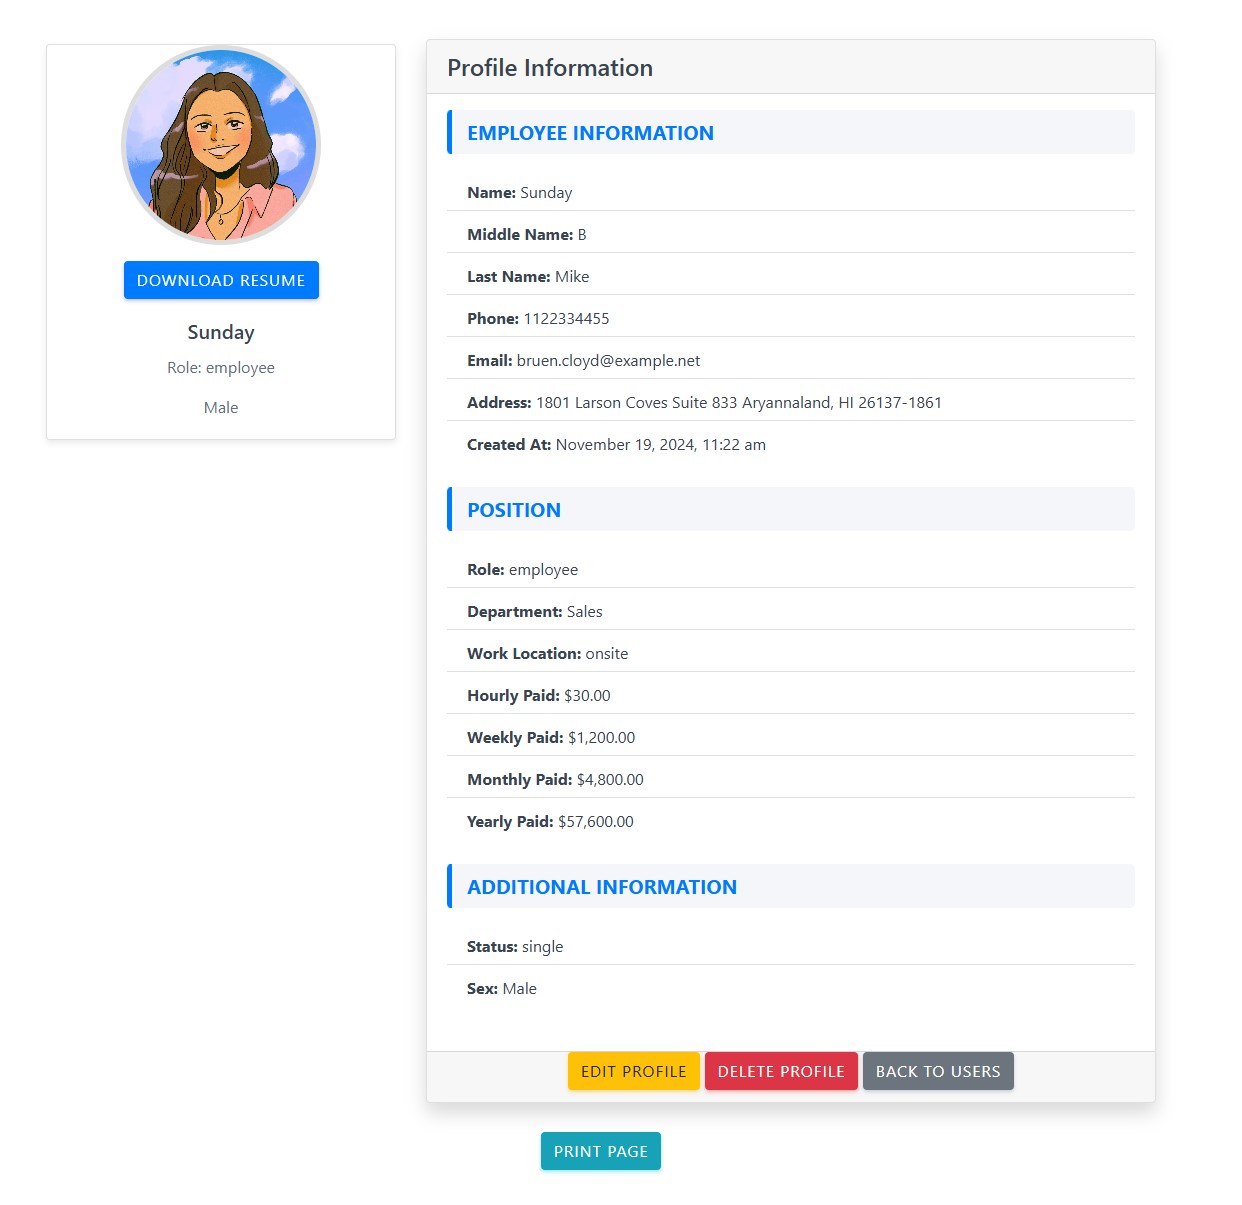 DOWNLOAD RESUME
Sunday
Role: employee
Male
Profile Information
EMPLOYEE INFORMATION
Name: Sunday
Middle Name: B
Last Name: Mike
Phone: 1122334455
Email: bruen.cloyd@example.net
Address: 1801 Larson Coves Suite 833 Aryannaland, HI 26137-1861
Created At: November 19, 2024, 11:22 am
POSITION
Role: employee
Department: Sales
Work Location: onsite
Hourly Paid: $30.00
Weekly Paid: $1,200.00
Monthly Paid: $4,800.00
Yearly Paid: $57,600.00
ADDITIONAL INFORMATION
Status: single
Sex: Male
EDIT PROFILE DELETE PROFILE BACK TO USERS
PRINT PAGE